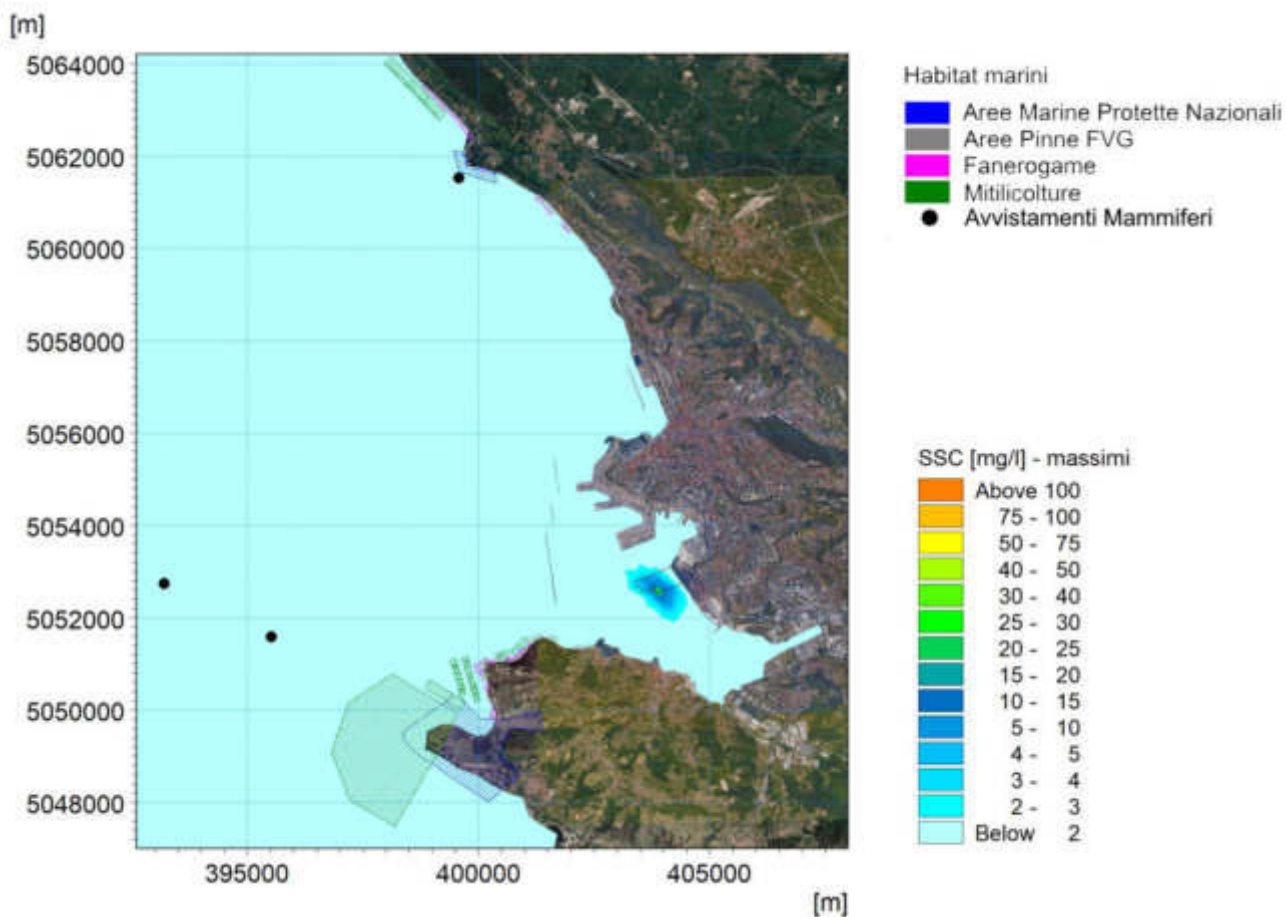 [m]
5064000
5062000
5060000
5058000
5056000
5054000
5052000
5050000
5048000
395000 400000 405000
[m]
Habitat marini
Aree Marine Protette Nazionali
Aree Pinne FVG
Fanerogame
Mitilicolture
Avvistamenti Mammiferi
SSC [mg/l] - massimi
Above 100
75 - 100
50 - 75
40 - 50
30 - 40
25 - 30
20 - 25
15 - 20
10 - 15
5 - 10
4 - 5
3 - 4
2 - 3
Below 2